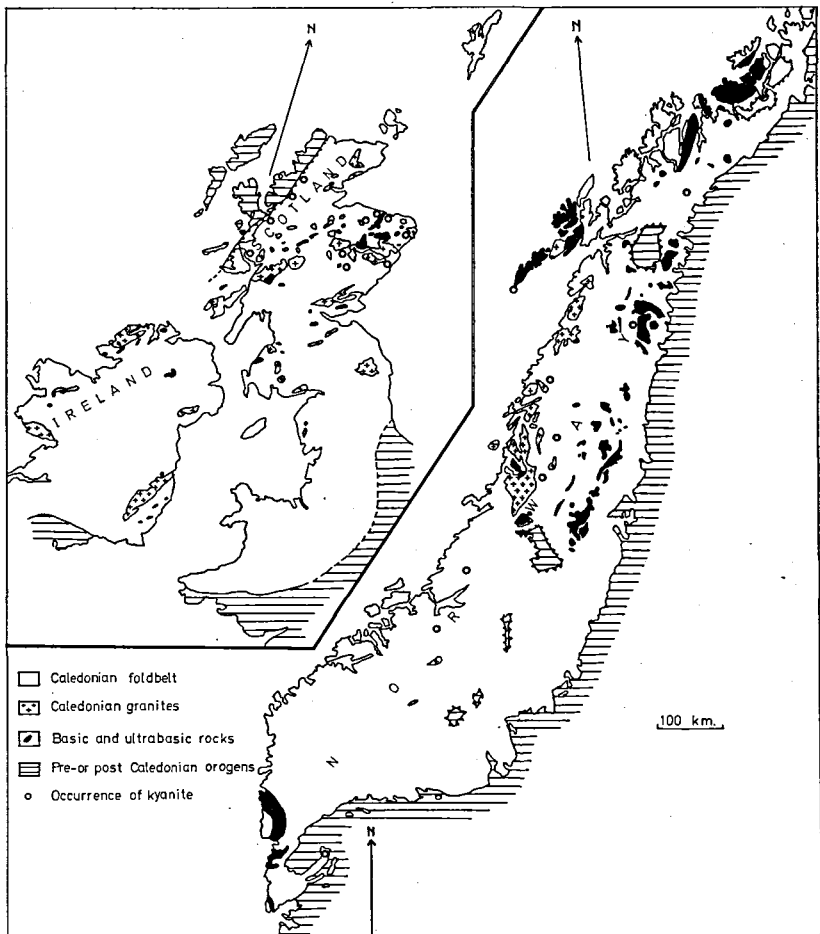 N
N
SCOTLAND
IRELAND
NORWAY
Caledonian foldbelt
Caledonian granites
Basic and ultrabasic rocks
Pre-or post Caledonian orogens
Occurrence of kyanite
100 km.
N